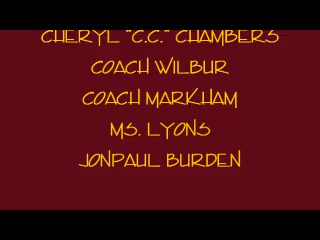 CHERYL "C.C." CHAMBERS
COACH WILBUR
COACH MARKHAM
MS. LYONS
JONPAUL BURDEN